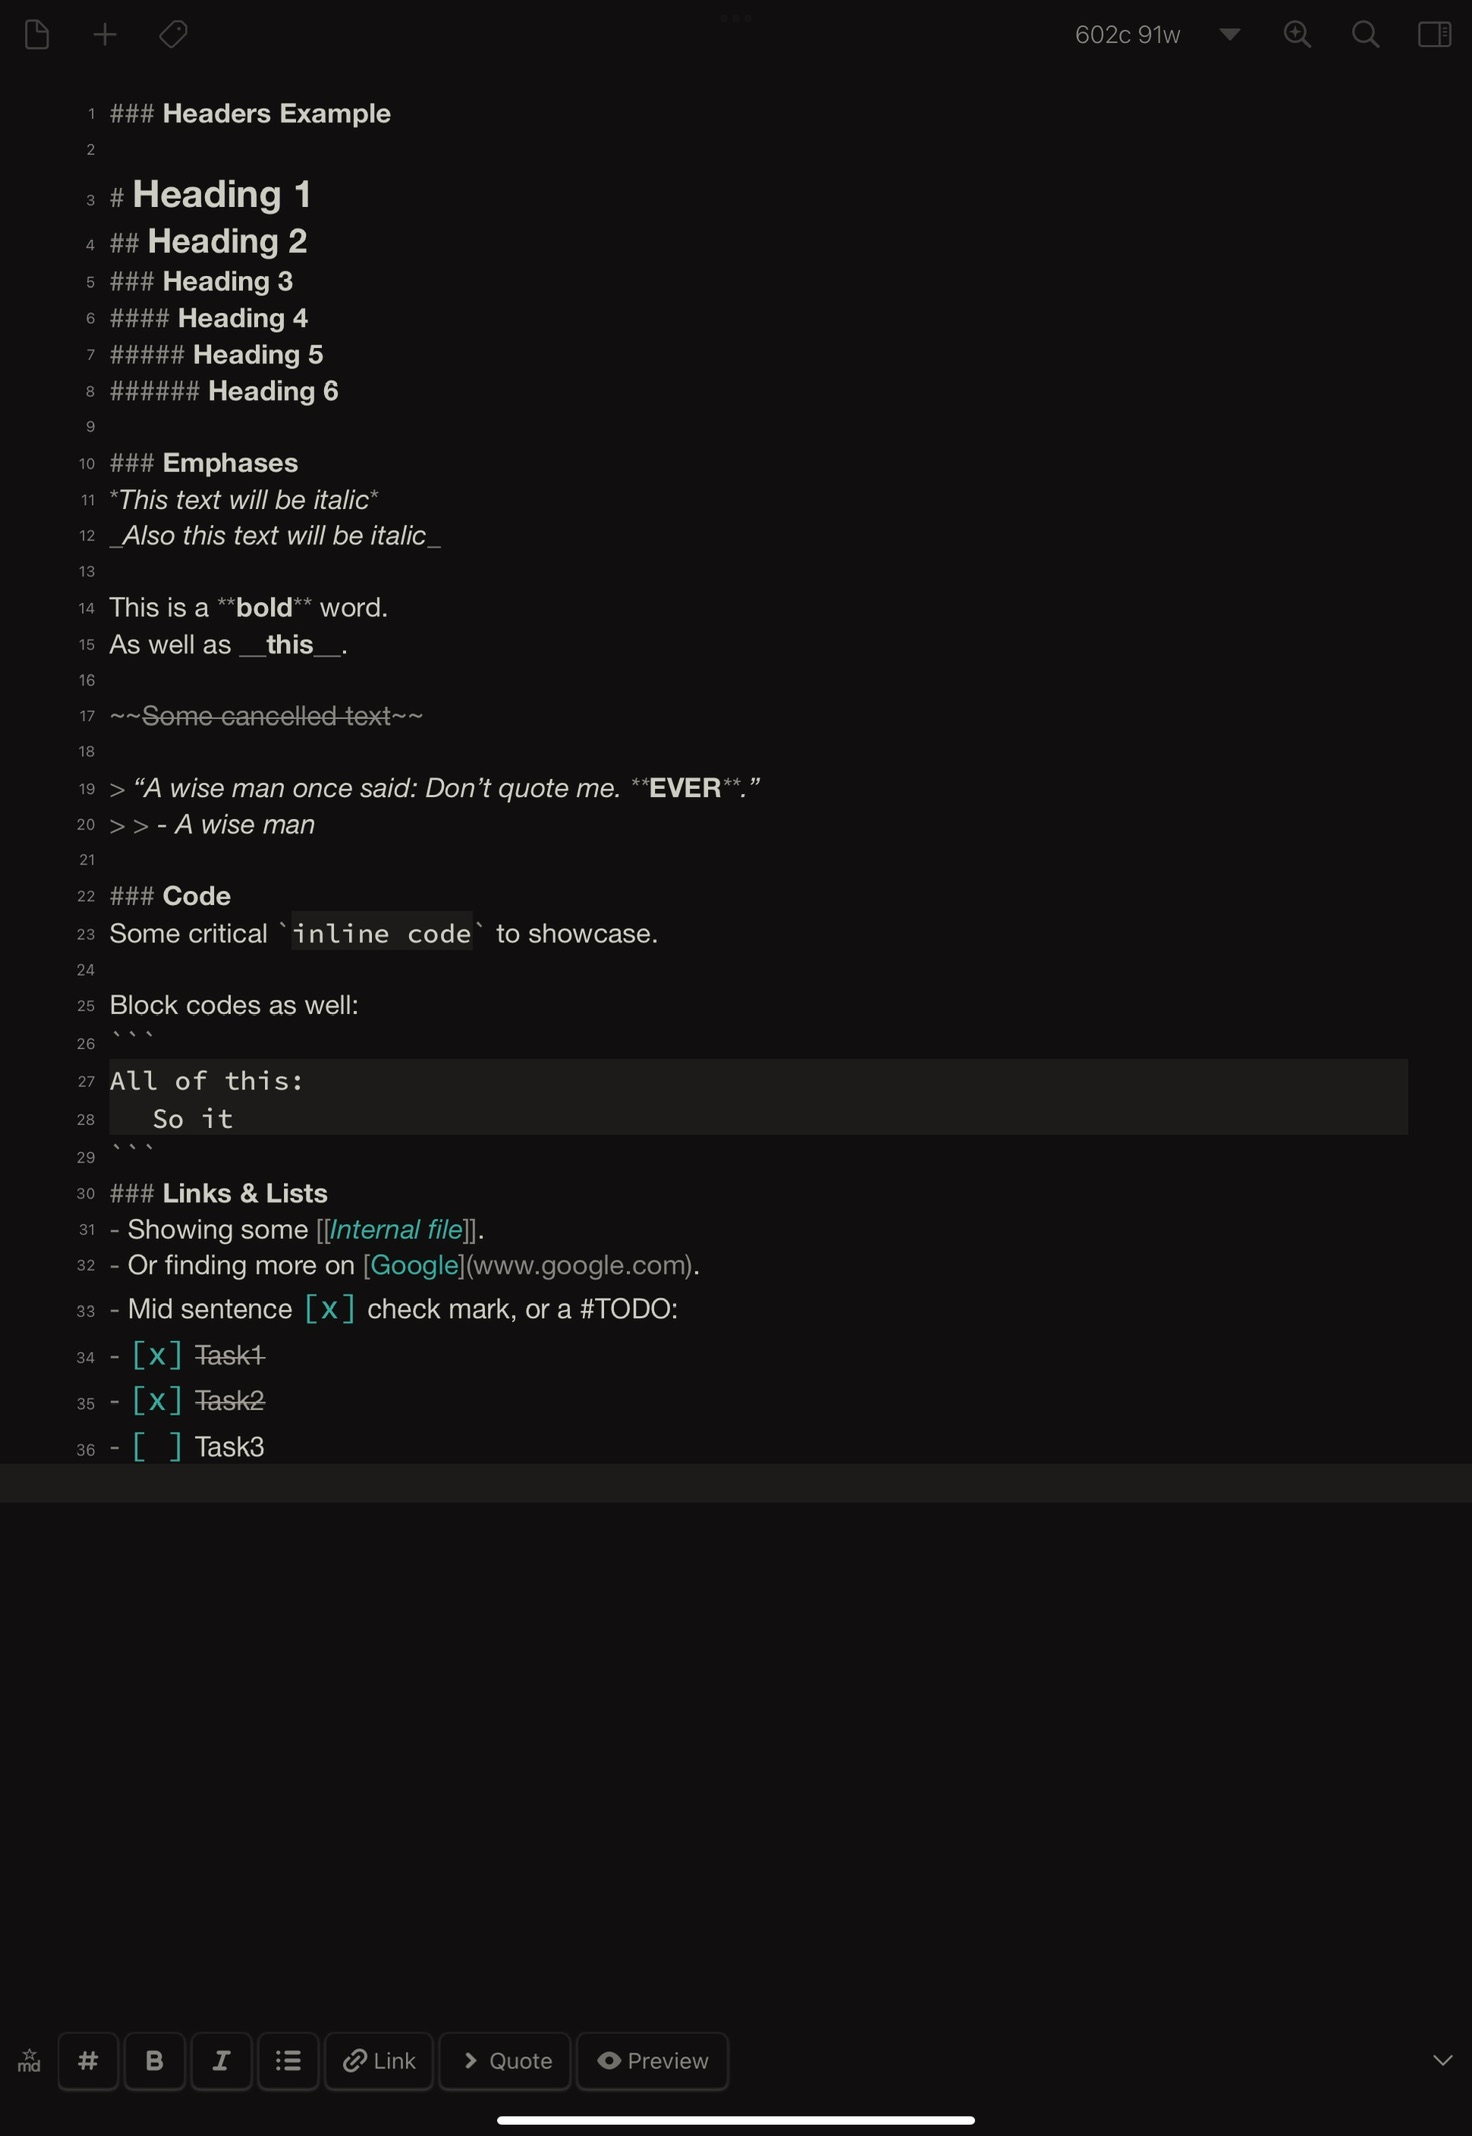 602c 91w
1 ### Headers Example
2
3 # Heading 1
4 ## Heading 2
5 ### Heading 3
6 #### Heading 4
7 ##### Heading 5
8 ###### Heading 6
9
10 ### Emphases
11 *This text will be italic*
12 _Also this text will be italic_
13
14 This is a **bold** word.
15 As well as __this__.
16
17 ~~Some cancelled text~~
18
19 > “A wise man once said: Don’t quote me. **EVER**.”
20 > > - A wise man
21
22 ### Code
23 Some critical `inline code` to showcase.
24
25 Block codes as well:
26 ```
27 All of this:
28    So it
29 ```
30 ### Links & Lists
31 - Showing some [[Internal file]].
32 - Or finding more on [Google](www.google.com).
33 - Mid sentence [x] check mark, or a #TODO:
34 - [x] Task1
35 - [x] Task2
36 - [ ] Task3
md # B I Link Quote Preview